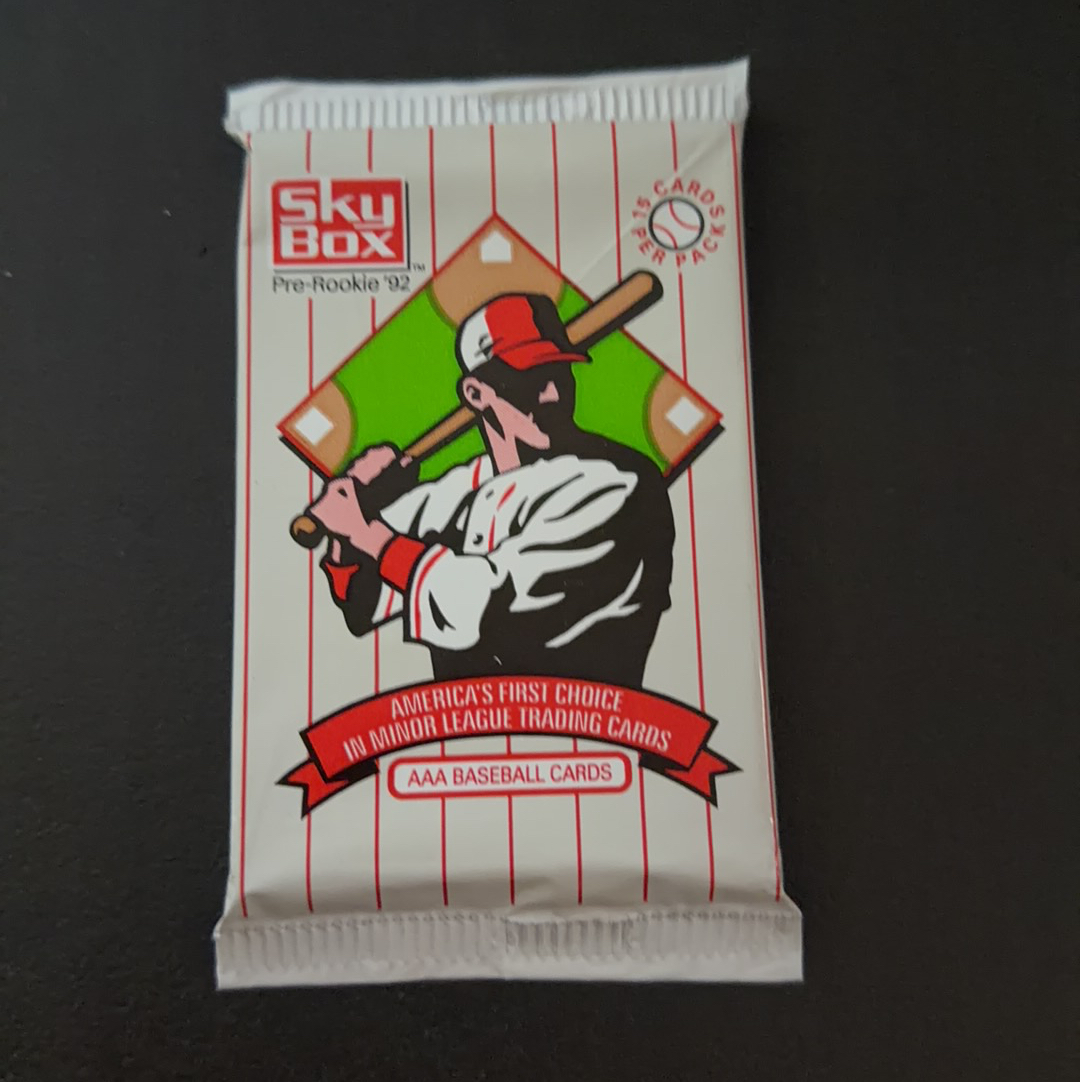 Sky
Box
TM
Pre-Rookie '92
15 CARDS
PER PACK
AMERICA'S FIRST CHOICE
IN MINOR LEAGUE TRADING CARDS
AAA BASEBALL CARDS